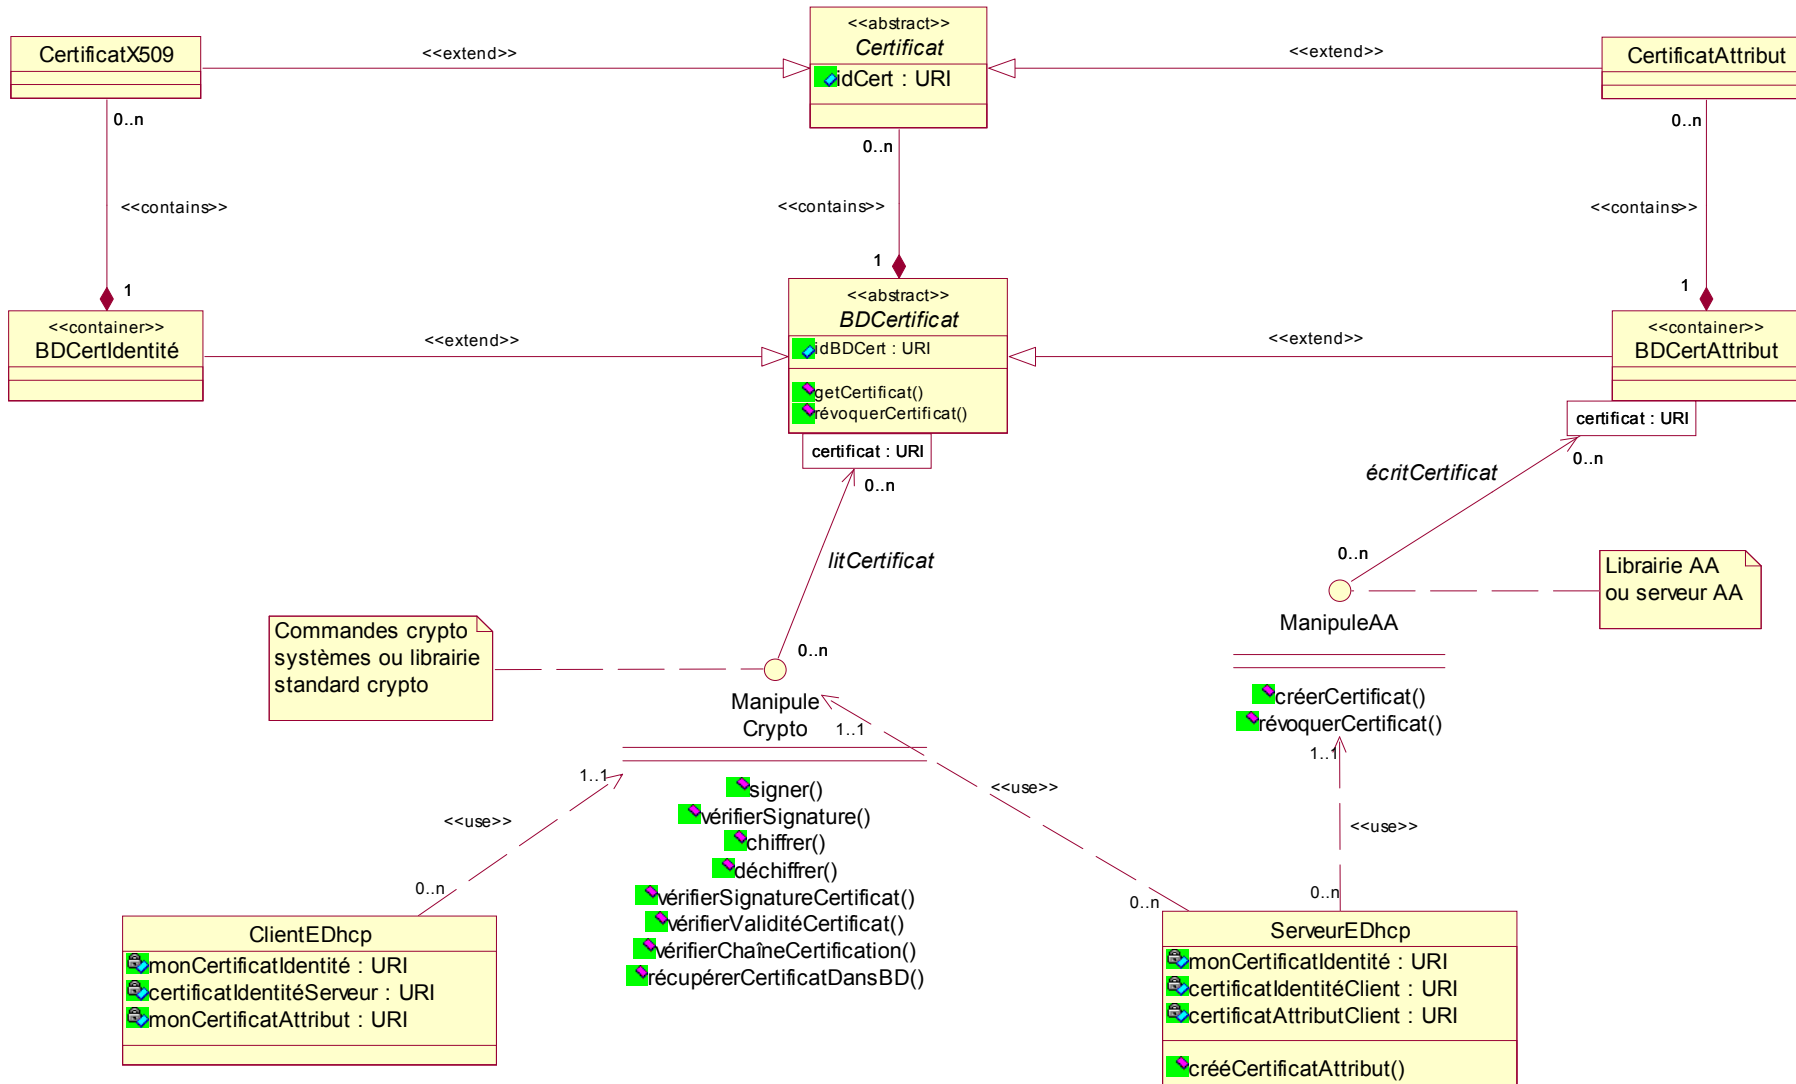 <<abstract>>
Certificat
idCert : URI
CertificatX509
<<extend>>
<<extend>>
CertificatAttribut
0..n
0..n
0..n
<<contains>>
<<contains>>
<<contains>>
1
1
1
<<container>>
BDCertIdentité
<<extend>>
<<abstract>>
BDCertificat
idBDCert : URI
getCertificat()
révoquerCertificat()
certificat : URI
<<extend>>
<<container>>
BDCertAttribut
certificat : URI
0..n
0..n
écritCertificat
litCertificat
0..n
0..n
Librairie AA
ou serveur AA
ManipuleAA
créerCertificat()
révoquerCertificat()
1..1
Commandes crypto
systèmes ou librairie
standard crypto
Manipule
Crypto
1..1
1..1
signer()
vérifierSignature()
chiffrer()
déchiffrer()
vérifierSignatureCertificat()
vérifierValiditéCertificat()
vérifierChaîneCertification()
récupérerCertificatDansBD()
<<use>>
<<use>>
<<use>>
0..n
0..n
0..n
ClientEDhcp
monCertificatIdentité : URI
certificatIdentitéServeur : URI
monCertificatAttribut : URI
ServeurEDhcp
monCertificatIdentité : URI
certificatIdentitéClient : URI
certificatAttributClient : URI
crééCertificatAttribut()